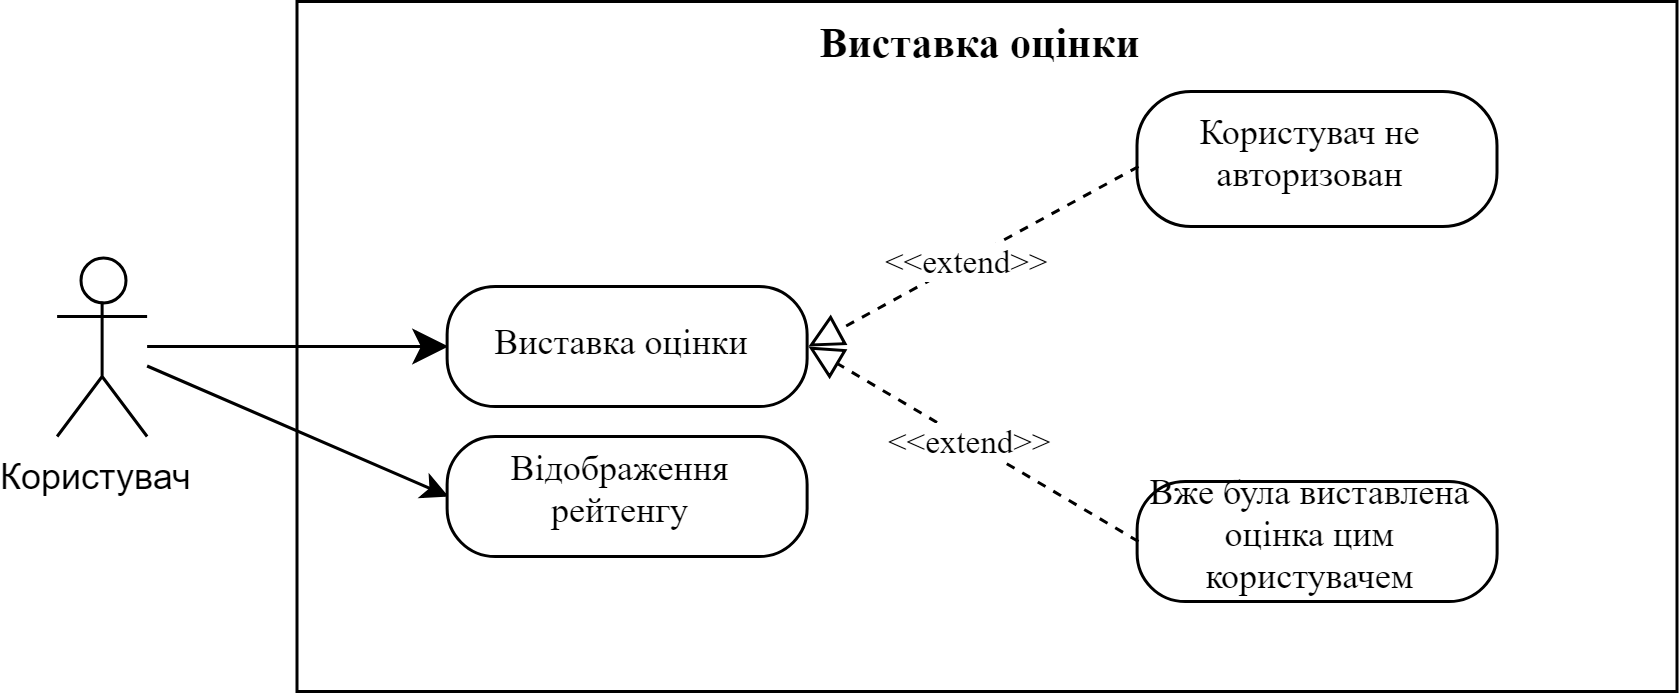 Виставка оцінки
Користувач не
авторизован
<<extend>>
Виставка оцінки
<<extend>>
Відображення
рейтенгу
Користувач
Вже була виставлена
оцінка цим
користувачем